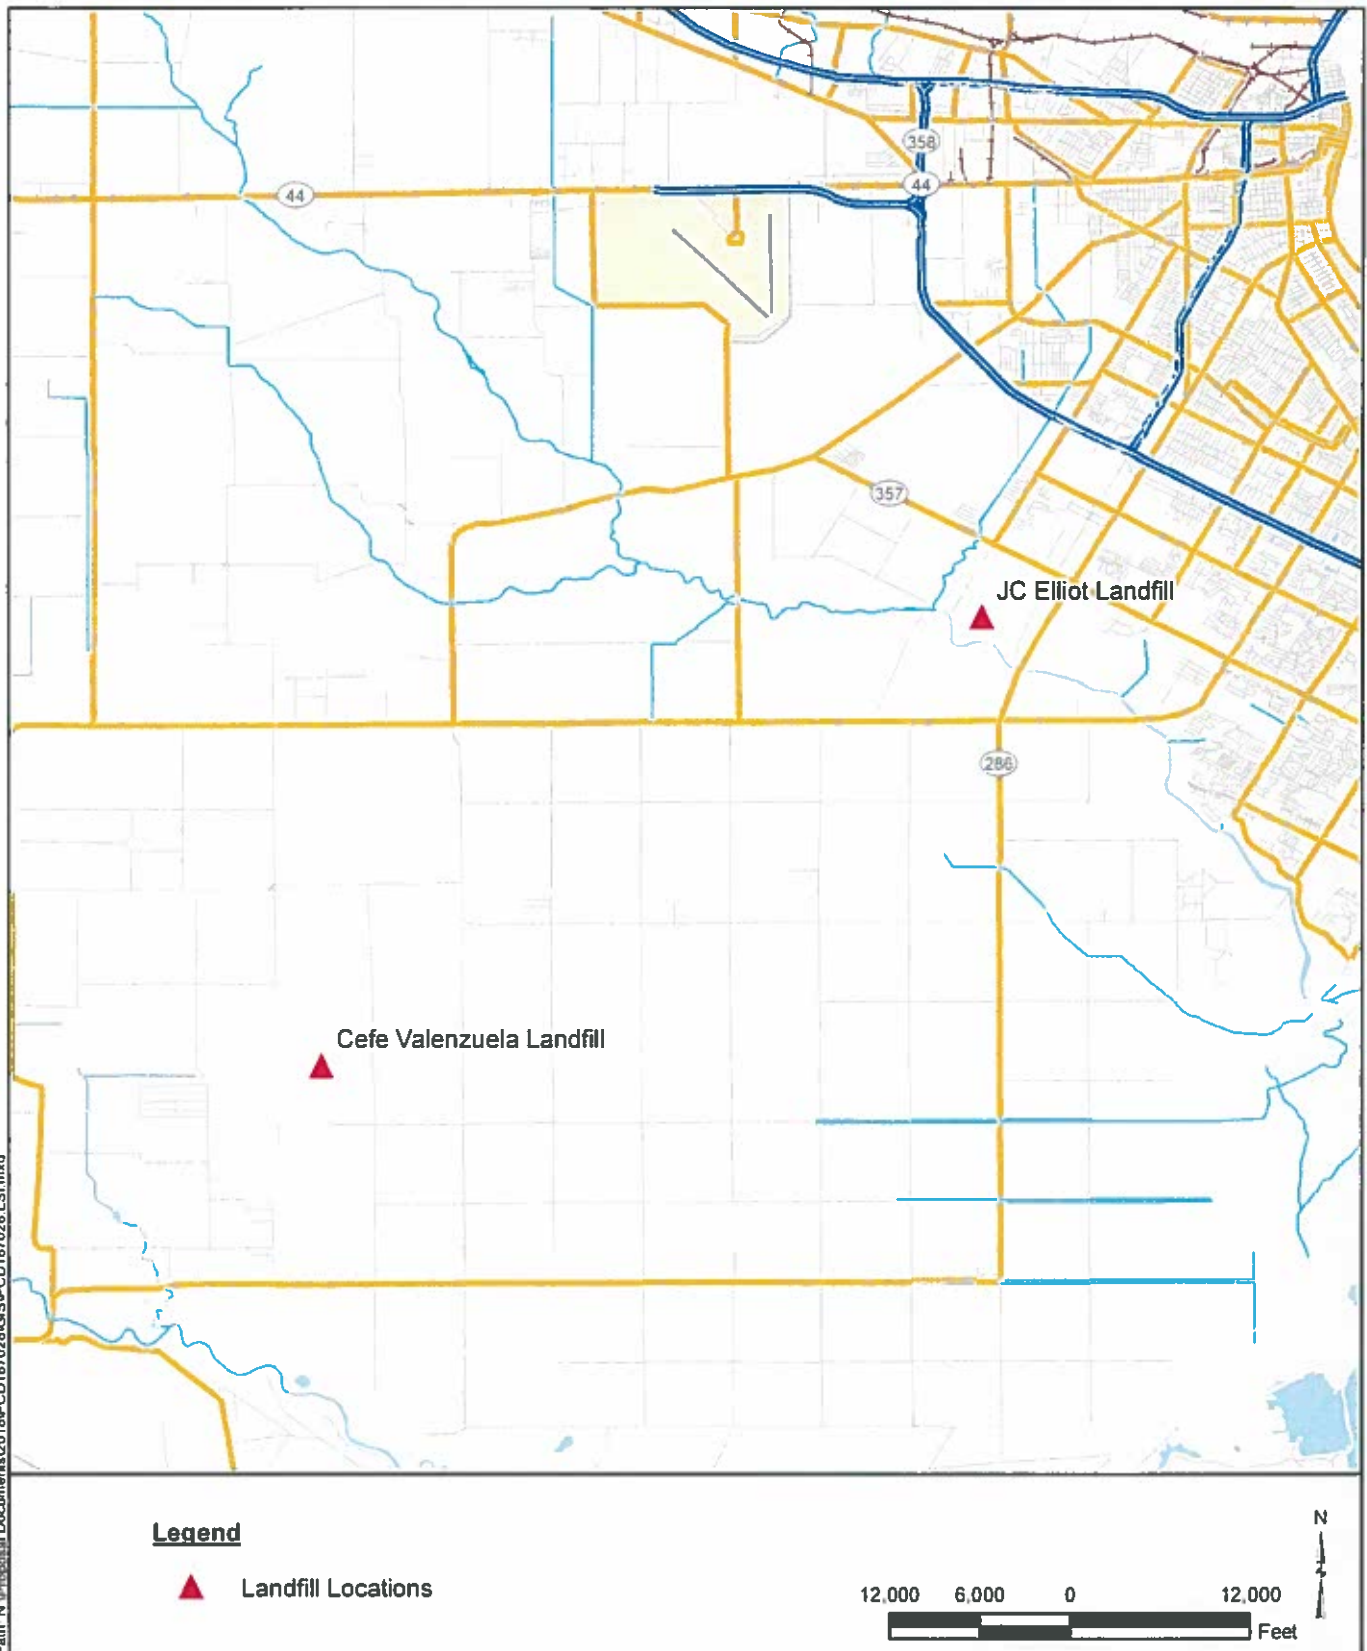 358
44
44
357
JC Elliot Landfill
286
Cefe Valenzuela Landfill
Legend
Landfill Locations
N
12,000 6,000 0 12,000
Feet